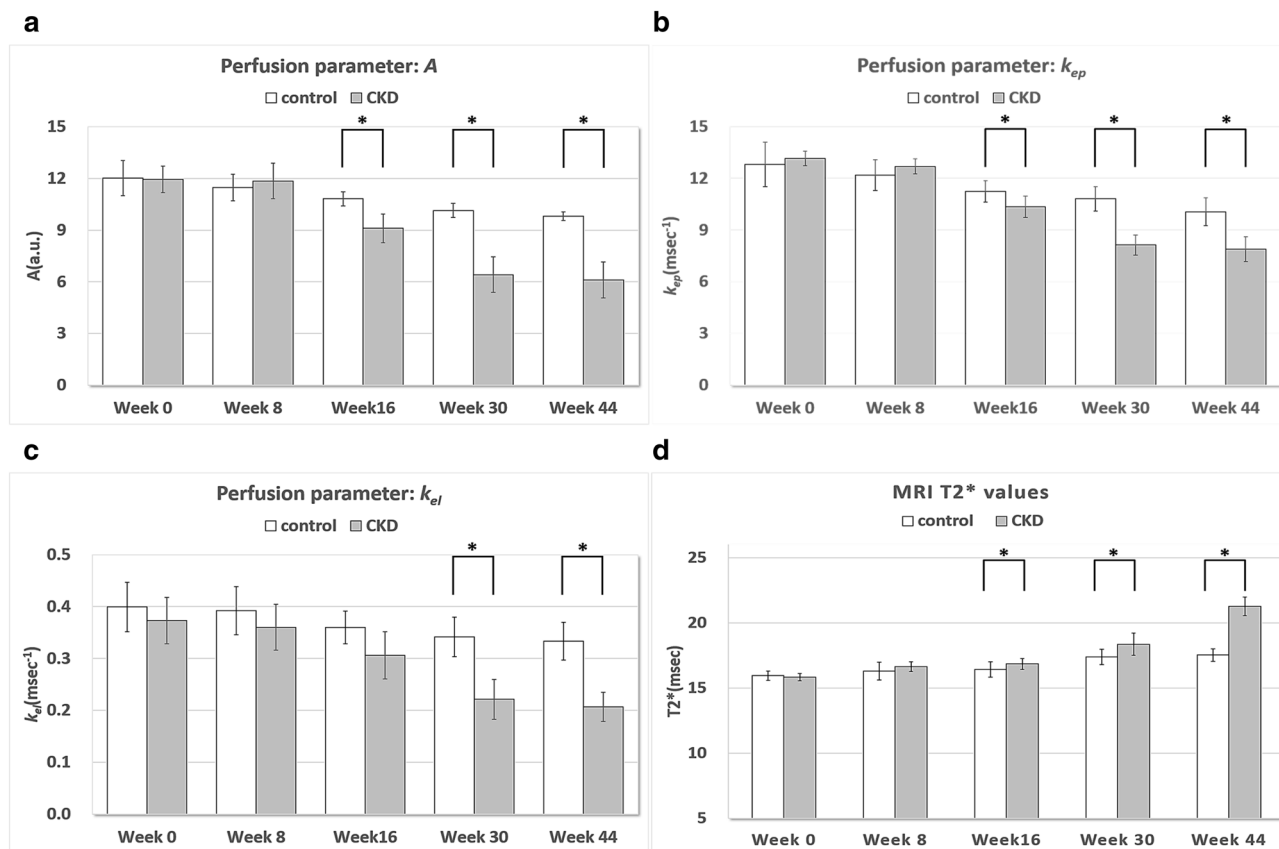 a
Perfusion parameter: A
control CKD
* * *
15
12
9
6
3
0
A(a.u.)
Week 0 Week 8 Week16 Week 30 Week 44
b
Perfusion parameter: kep
control CKD
* * *
15
12
9
6
3
0
kep(msec-1)
Week 0 Week 8 Week16 Week 30 Week 44
c
Perfusion parameter: kel
control CKD
* *
0.5
0.4
0.3
0.2
0.1
0.0
kel(msec-1)
Week 0 Week 8 Week16 Week 30 Week 44
d
MRI T2* values
control CKD
* * *
25
20
15
10
5
T2*(msec)
Week 0 Week 8 Week16 Week 30 Week 44